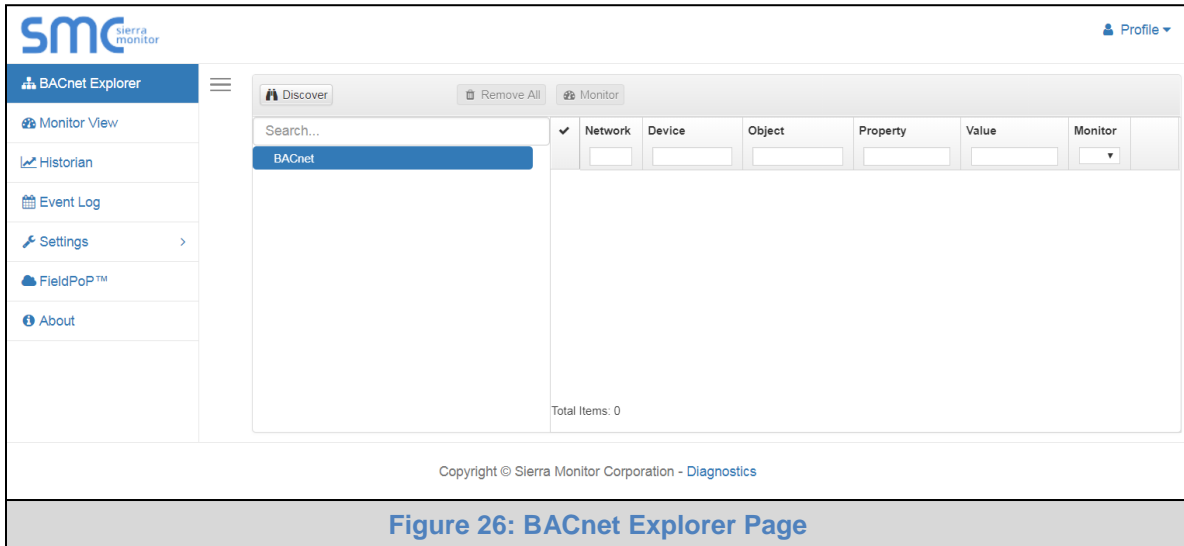 SMC sierra monitor
Profile
BACnet Explorer
Monitor View
Historian
Event Log
Settings
FieldPoP™
About
Discover
Remove All
Monitor
Search...
BACnet
Network Device Object Property Value Monitor
Total Items: 0
Copyright © Sierra Monitor Corporation - Diagnostics
Figure 26: BACnet Explorer Page